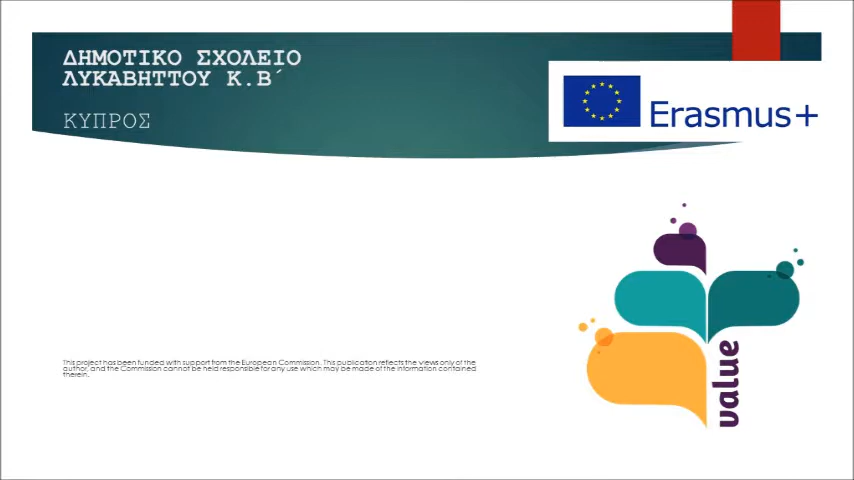 ΔΗΜΟΤΙΚΟ ΣΧΟΛΕΙΟ
ΛΥΚΑΒΗΤΤΟΥ Κ.Β´
ΚΥΠΡΟΣ
Erasmus+
This project has been funded with support from the European Commission. This publication reflects the views only of the
author, and the Commission cannot be held responsible for any use which may be made of the information contained
therein.
value